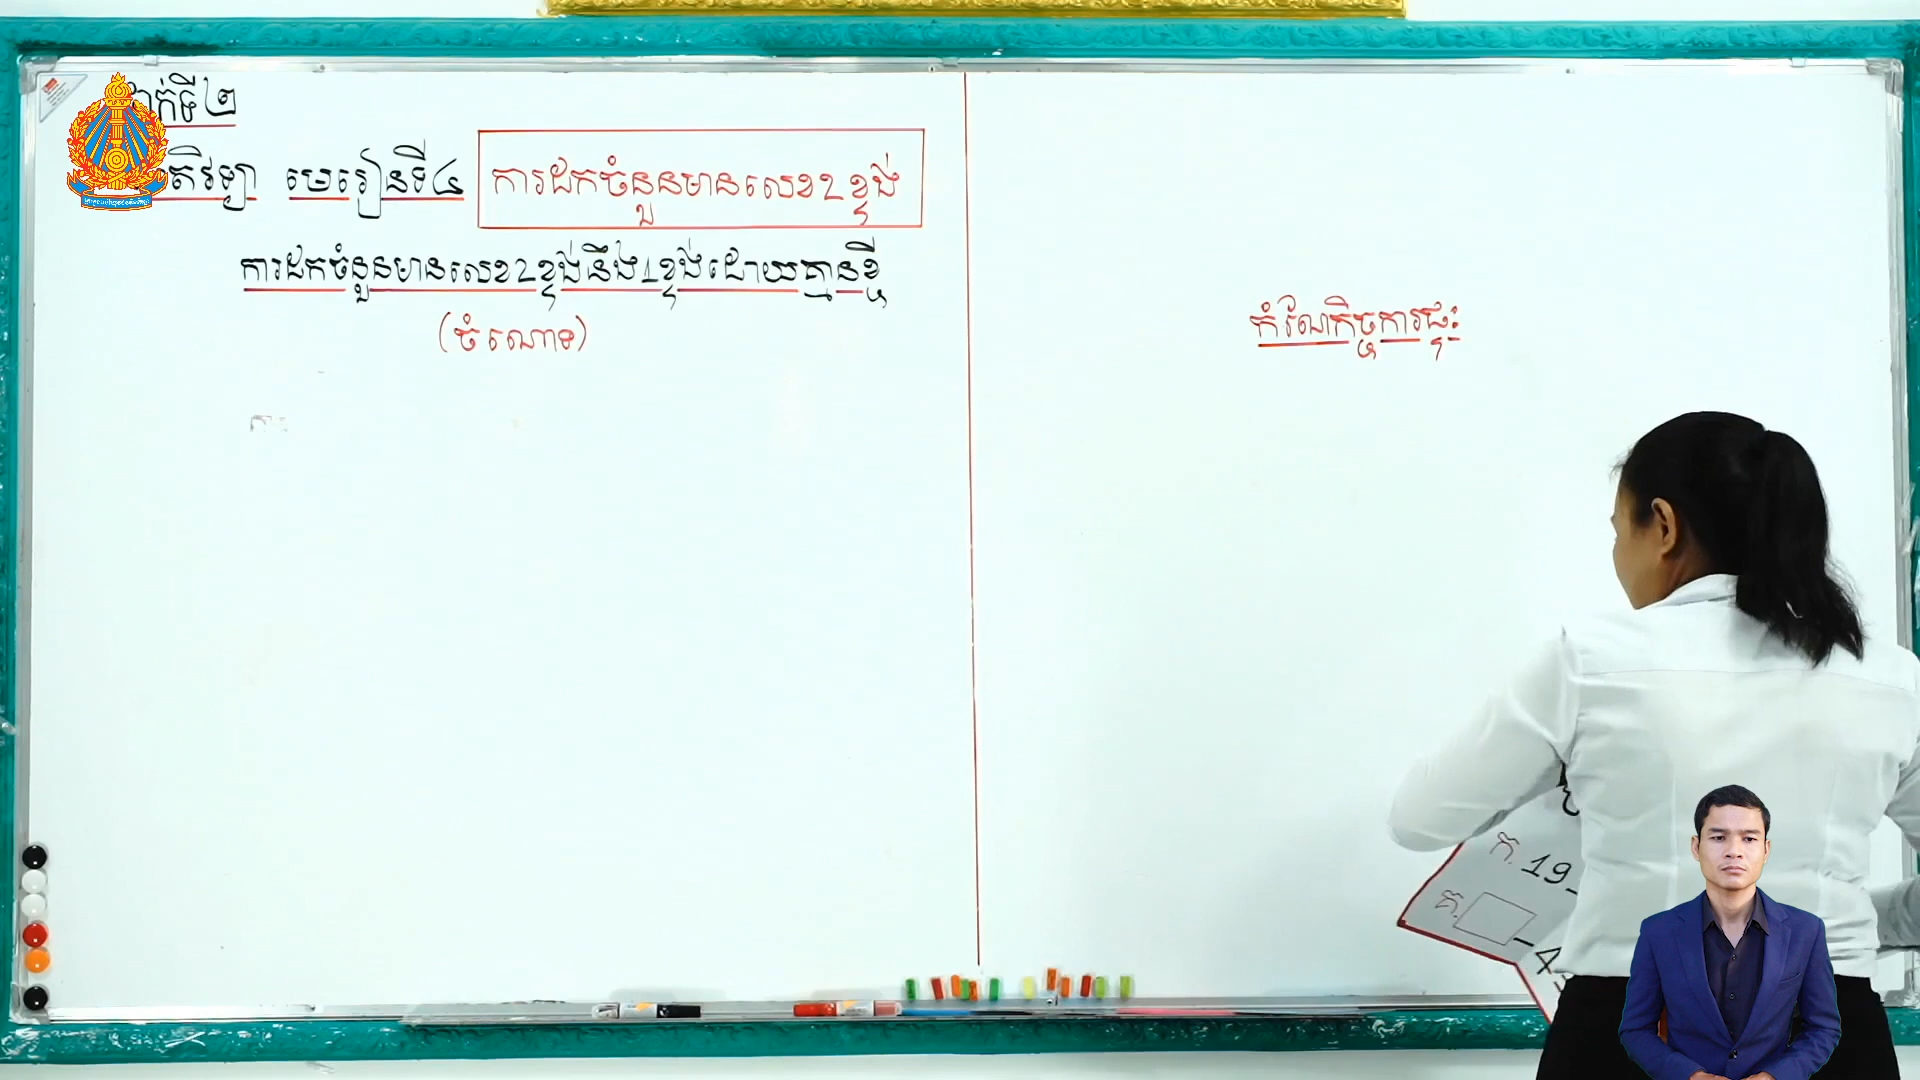 ថ្នាក់ទី២
គណិតវិទ្យា មេរៀនទី៤ ការដកចំនួនមានលេខ2ខ្ទង់
ការដកចំនួនមានលេខ2ខ្ទង់នឹង1ខ្ទង់ដោយគ្មានខ្ចី
(ចំណោទ)
កំណែកិច្ចការផ្ទះ
ក. 19-
គ. □ - 4